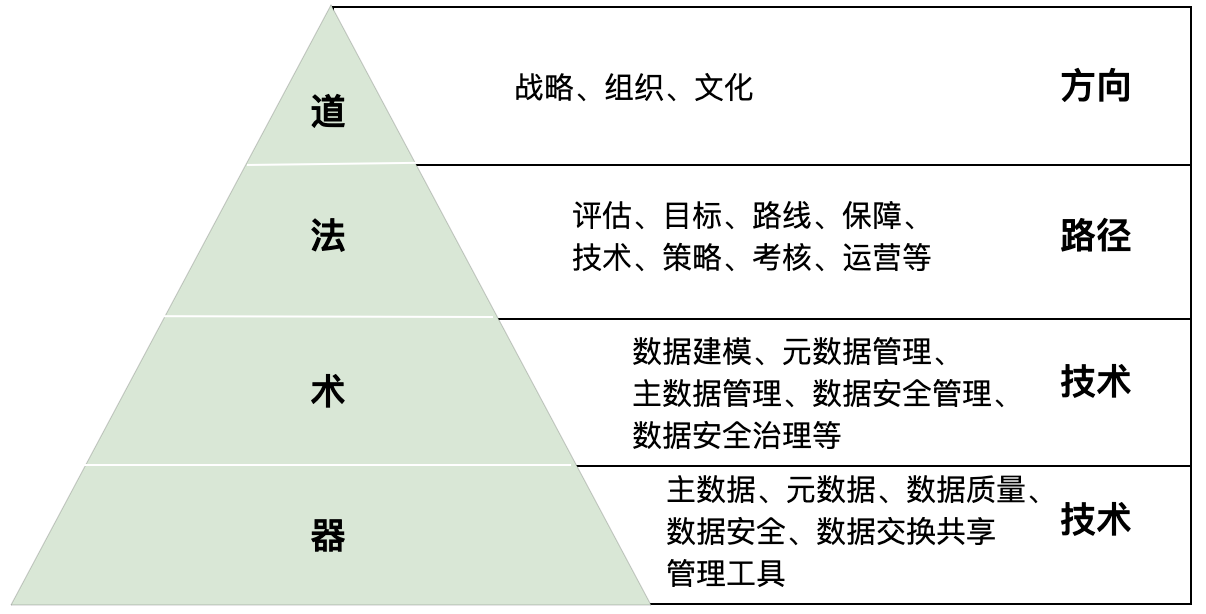 道
战略、组织、文化
方向
法
评估、目标、路线、保障、
技术、策略、考核、运营等
路径
术
数据建模、元数据管理、
主数据管理、数据安全管理、
数据安全治理等
技术
器
主数据、元数据、数据质量、
数据安全、数据交换共享
管理工具
技术